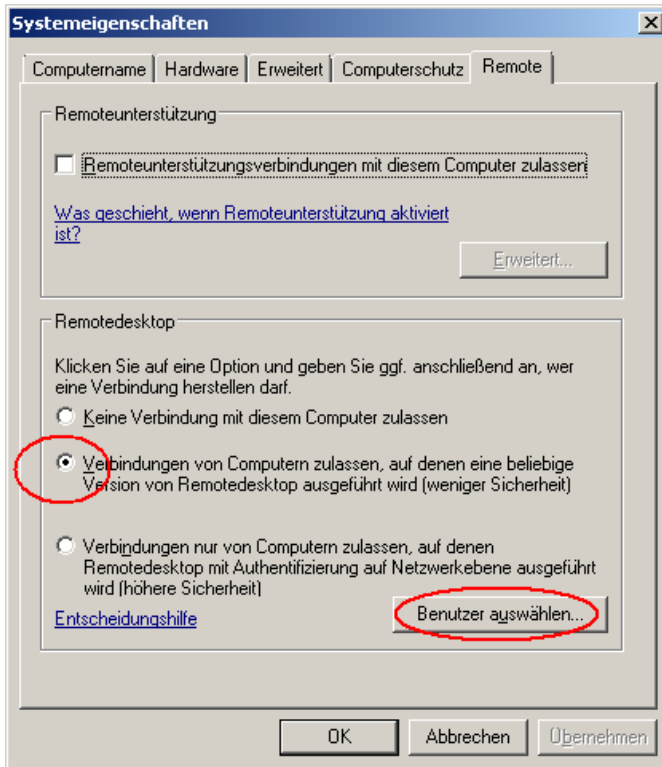 Systemeigenschaften
Computername Hardware Erweitert Computerschutz Remote
Remoteunterstützung
Remoteunterstützungsverbindungen mit diesem Computer zulassen
Was geschieht, wenn Remoteunterstützung aktiviert
ist?
Erweitert...
Remotedesktop
Klicken Sie auf eine Option und geben Sie ggf. anschließend an, wer
eine Verbindung herstellen darf.
Keine Verbindung mit diesem Computer zulassen
Verbindungen von Computern zulassen, auf denen eine beliebige
Version von Remotedesktop ausgeführt wird (weniger Sicherheit)
Verbindungen nur von Computern zulassen, auf denen
Remotedesktop mit Authentifizierung auf Netzwerkebene ausgeführt
wird (höhere Sicherheit)
Entscheidungshilfe
Benutzer auswählen...
OK Abbrechen Übernehmen